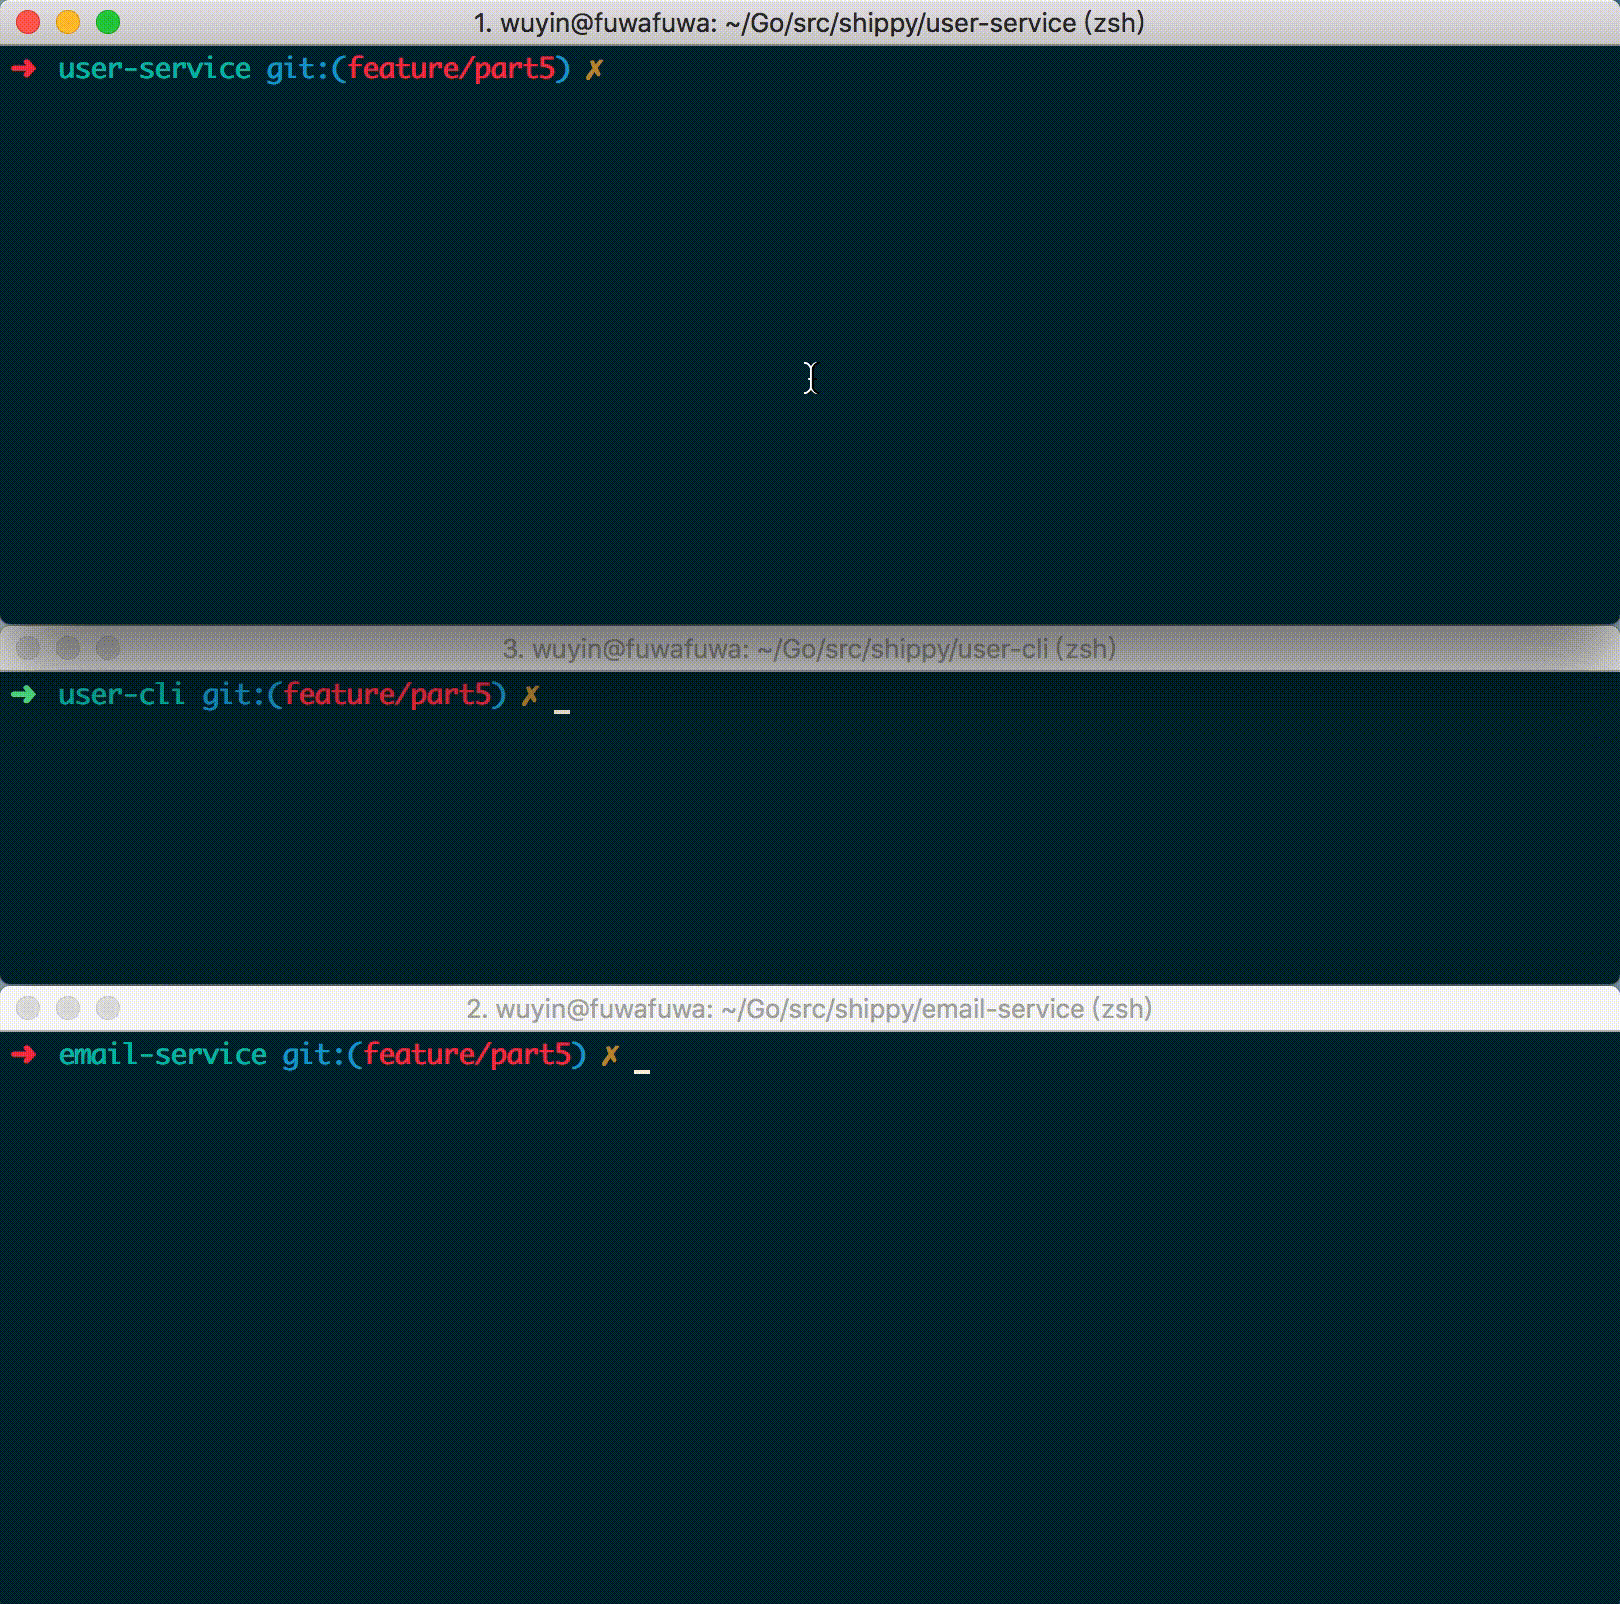 1. wuyin@fuwafuwa: ~/Go/src/shippy/user-service (zsh)
➜ user-service git:(feature/part5) ✗
3. wuyin@fuwafuwa: ~/Go/src/shippy/user-cli (zsh)
➜ user-cli git:(feature/part5) ✗ _
2. wuyin@fuwafuwa: ~/Go/src/shippy/email-service (zsh)
➜ email-service git:(feature/part5) ✗ _